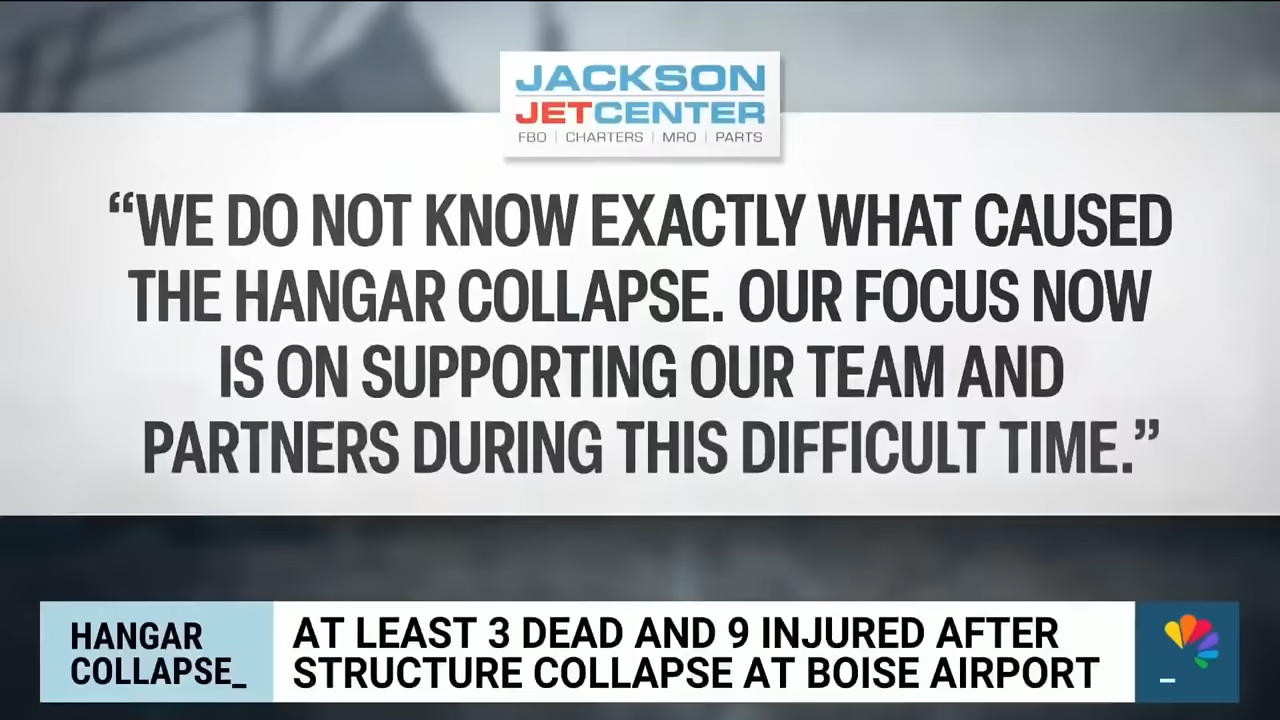 JACKSON
JETCENTER
FBO | CHARTERS | MRO | PARTS
“WE DO NOT KNOW EXACTLY WHAT CAUSED
THE HANGAR COLLAPSE. OUR FOCUS NOW
IS ON SUPPORTING OUR TEAM AND
PARTNERS DURING THIS DIFFICULT TIME.”
HANGAR
COLLAPSE_
AT LEAST 3 DEAD AND 9 INJURED AFTER
STRUCTURE COLLAPSE AT BOISE AIRPORT